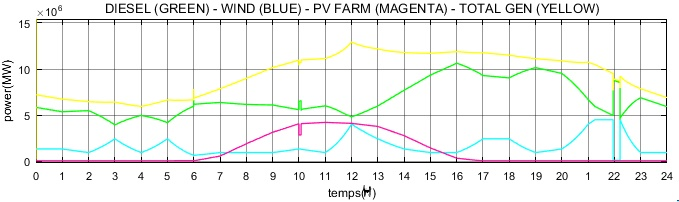 DIESEL (GREEN) - WIND (BLUE) - PV FARM (MAGENTA) - TOTAL GEN (YELLOW)
× 10⁶
15
10
5
0
power(MW)
0 1 2 3 4 5 6 7 8 9 10 11 12 13 14 15 16 17 18 19 20 21 22 23 24
temps(H)